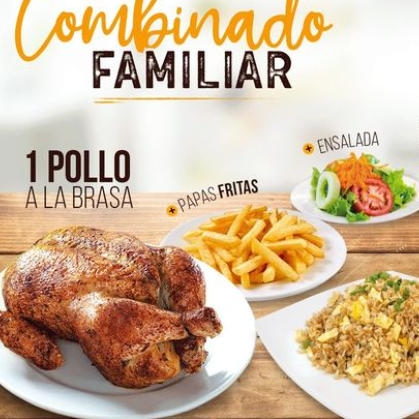 Combinado
FAMILIAR
1 POLLO
A LA BRASA
+ PAPAS FRITAS
+ ENSALADA